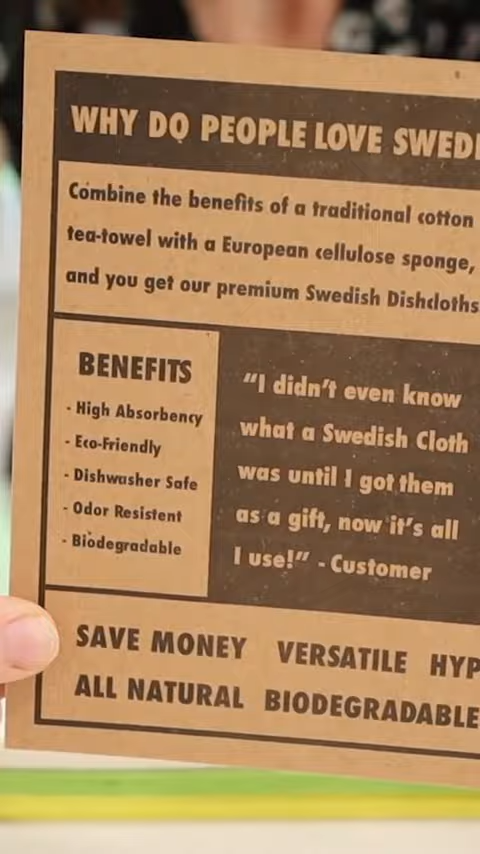 WHY DO PEOPLE LOVE SWEDI
Combine the benefits of a traditional cotton
tea-towel with a European cellulose sponge,
and you get our premium Swedish Dishcloths
BENEFITS
- High Absorbency
- Eco-Friendly
- Dishwasher Safe
- Odor Resistent
- Biodegradable
"I didn't even know
what a Swedish Cloth
was until I got them
as a gift, now it's all
I use!" - Customer
SAVE MONEY VERSATILE HYP
ALL NATURAL BIODEGRADABLE